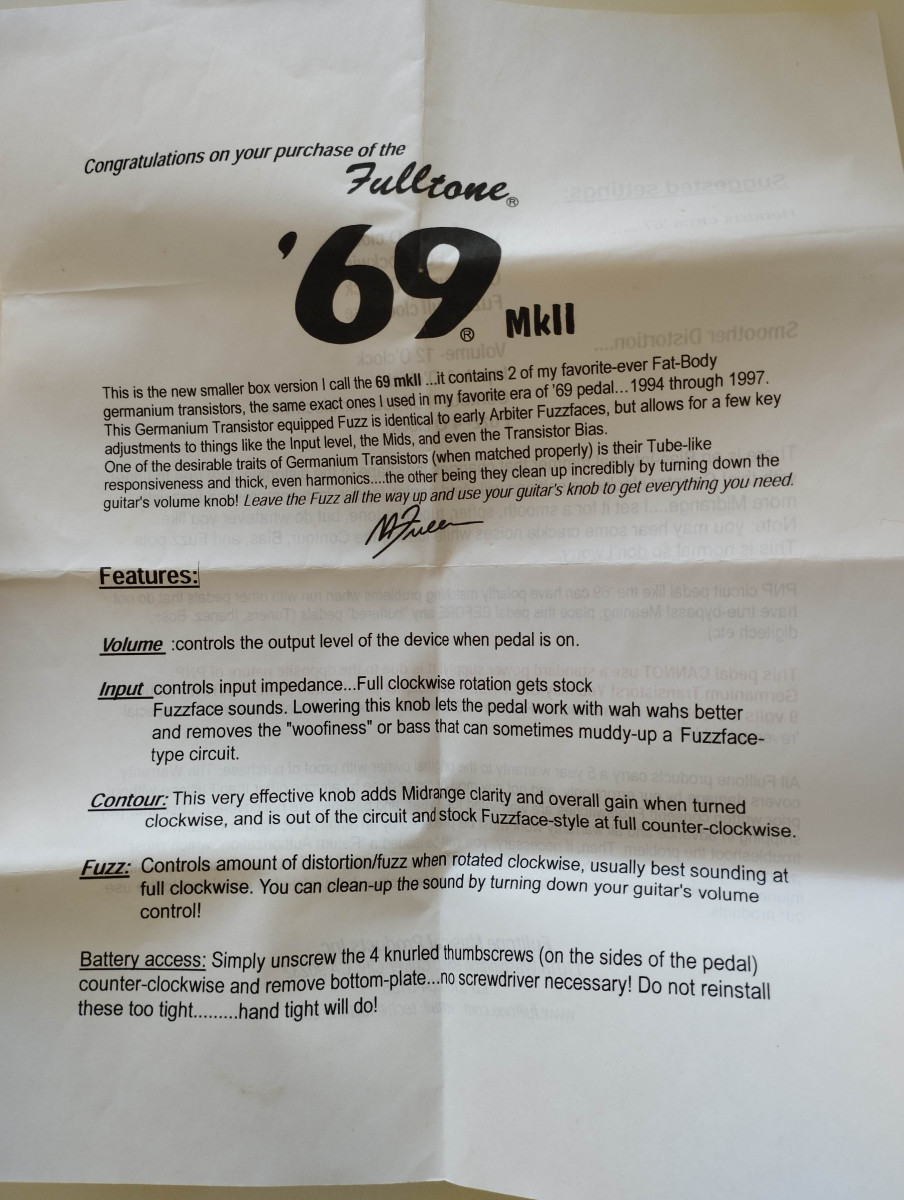 Congratulations on your purchase of the
Fulltone®
'69® MkII
This is the new smaller box version I call the 69 mkII ...it contains 2 of my favorite-ever Fat-Body
germanium transistors, the same exact ones I used in my favorite era of '69 pedal... 1994 through 1997.
This Germanium Transistor equipped Fuzz is identical to early Arbiter Fuzzfaces, but allows for a few key
adjustments to things like the Input level, the Mids, and even the Transistor Bias.
One of the desirable traits of Germanium Transistors (when matched properly) is their Tube-like
responsiveness and thick, even harmonics....the other being they clean up incredibly by turning down the
guitar's volume knob! Leave the Fuzz all the way up and use your guitar's knob to get everything you need.
Features:
Volume :controls the output level of the device when pedal is on.
Input controls input impedance...Full clockwise rotation gets stock
Fuzzface sounds. Lowering this knob lets the pedal work with wah wahs better
and removes the "woofiness" or bass that can sometimes muddy-up a Fuzzface-
type circuit.
Contour: This very effective knob adds Midrange clarity and overall gain when turned
clockwise, and is out of the circuit and stock Fuzzface-style at full counter-clockwise.
Fuzz: Controls amount of distortion/fuzz when rotated clockwise, usually best sounding at
full clockwise. You can clean-up the sound by turning down your guitar's volume
control!
Battery access: Simply unscrew the 4 knurled thumbscrews (on the sides of the pedal)
counter-clockwise and remove bottom-plate...no screwdriver necessary! Do not reinstall
these too tight.........hand tight will do!